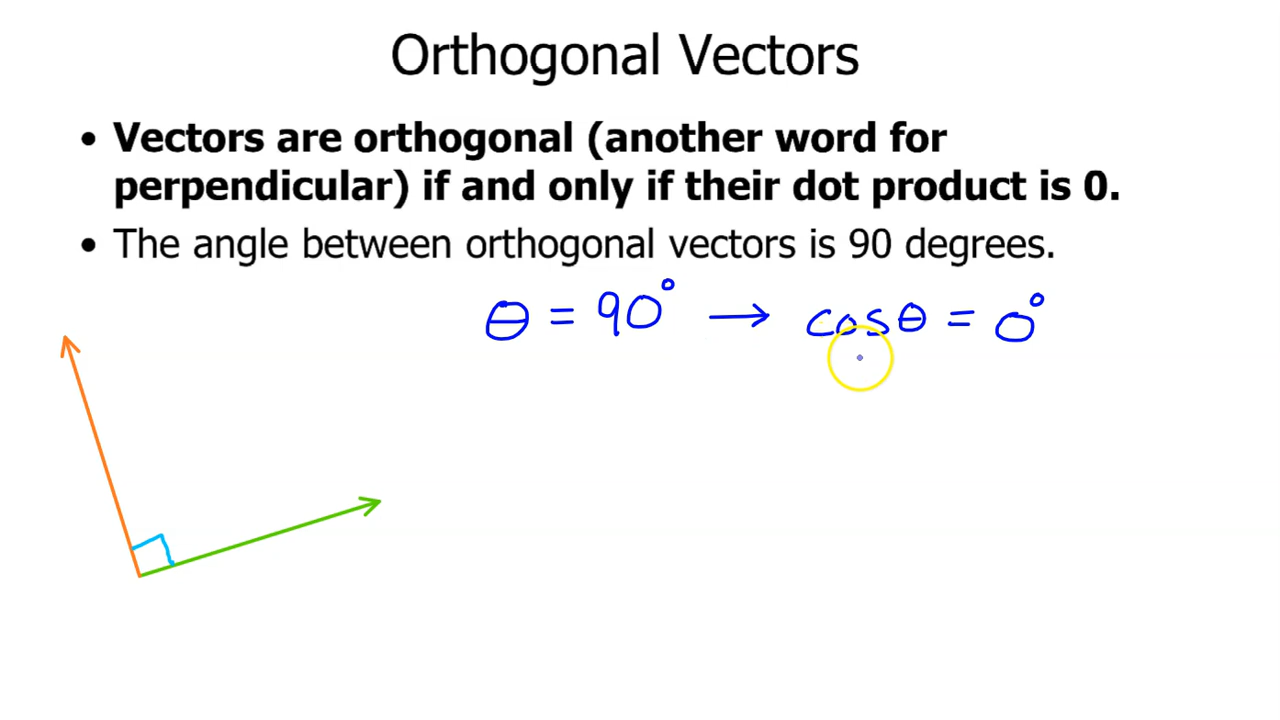 Orthogonal Vectors
• Vectors are orthogonal (another word for
perpendicular) if and only if their dot product is 0.
• The angle between orthogonal vectors is 90 degrees.
θ = 90° → cosθ = 0°